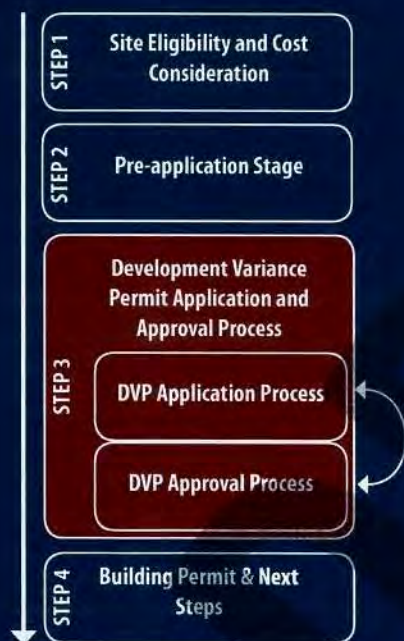 STEP 1
Site Eligibility and Cost
Consideration
STEP 2
Pre-application Stage
STEP 3
Development Variance
Permit Application and
Approval Process
DVP Application Process
DVP Approval Process
STEP 4
Building Permit & Next
Steps